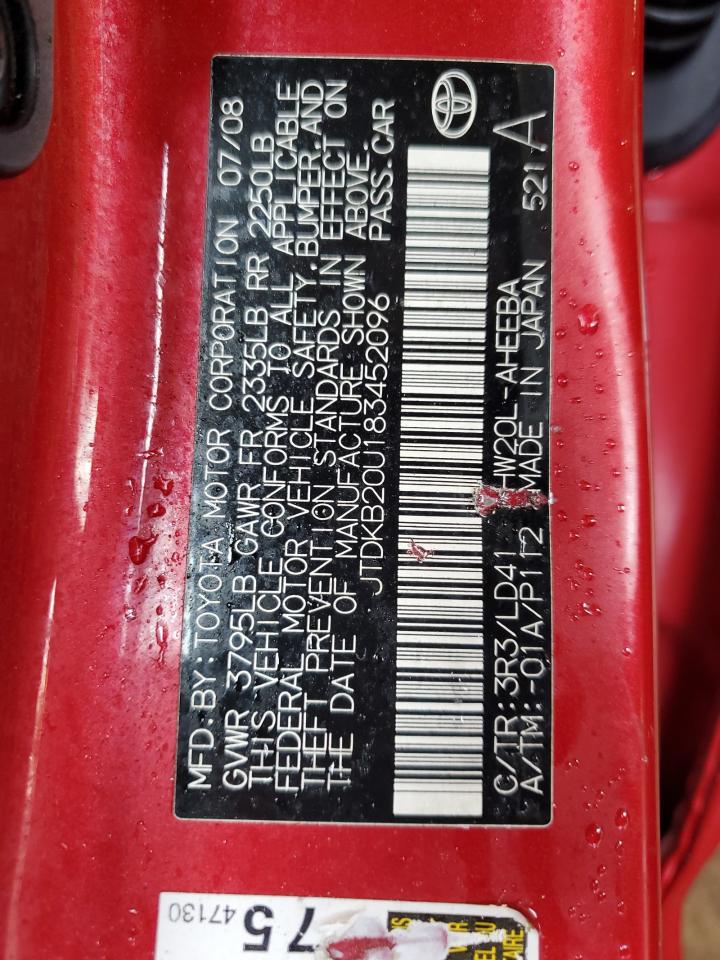 MFD.BY:TOYOTA MOTOR CORPORATION 07/08
GVWR 3795LB GAWR FR 2335LB RR 2250LB
THIS VEHICLE CONFORMS TO ALL APPLICABLE
FEDERAL MOTOR VEHICLE SAFETY,BUMPER,AND
THEFT PREVENTION STANDARDS IN EFFECT ON
THE DATE OF MANUFACTURE SHOWN ABOVE.
JTDKB20U183452096 PASS.CAR
C/TR:3R3/LD41 HW20L-AHEEBA
A/TM:-01A/P112 MADE IN JAPAN 521 A
75
47130